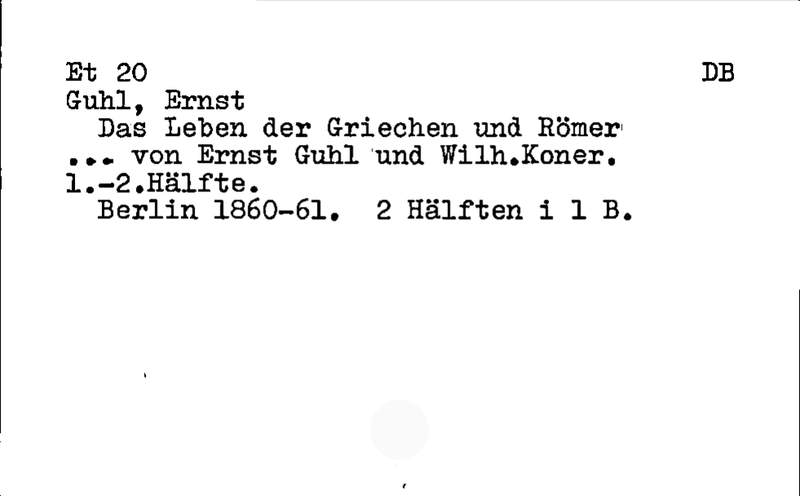 Et 20 DB
Guhl, Ernst
Das Leben der Griechen und Römer
... von Ernst Guhl und Wilh.Koner.
1.-2.Hälfte.
Berlin 1860-61. 2 Hälften i 1 B.